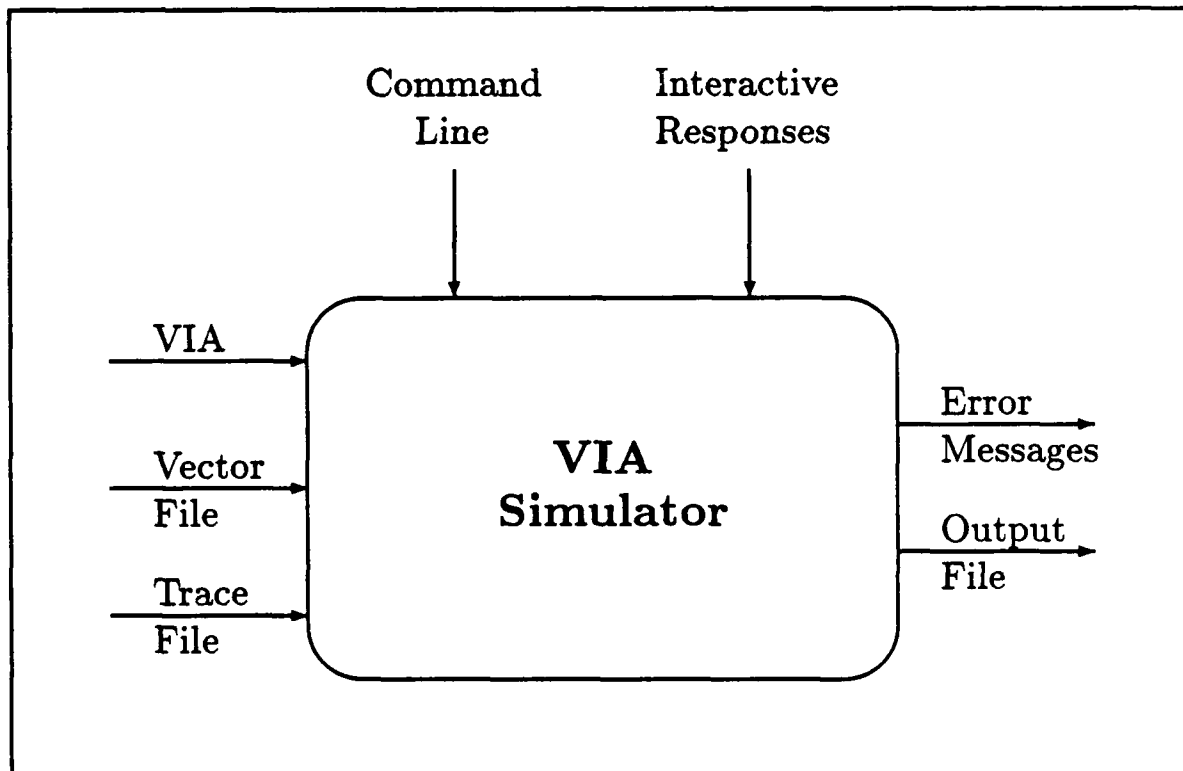 Command
Line
Interactive
Responses
VIA
Vector
File
Trace
File
VIA
Simulator
Error
Messages
Output
File